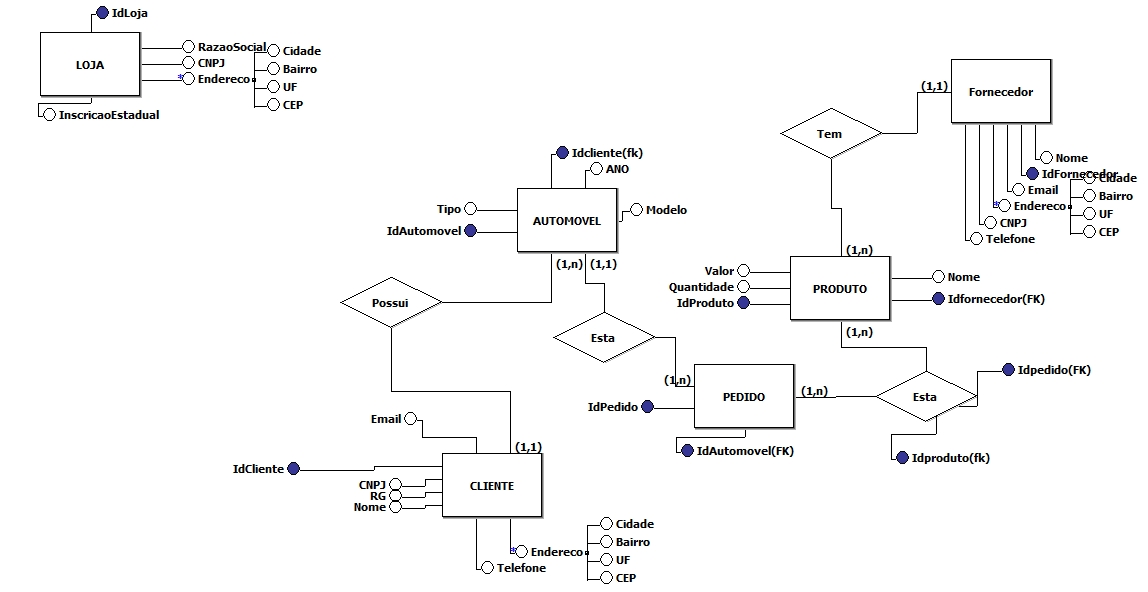 IdLoja
LOJA
RazaoSocial
CNPJ
* Endereco
Cidade
Bairro
UF
CEP
InscricaoEstadual
Idcliente(fk)
ANO
Tipo
IdAutomovel
AUTOMOVEL
Modelo
(1,n)
(1,1)
Possui
Esta
Tem
(1,1)
Fornecedor
Nome
IdFornecedor
Email
* Endereco
Cidade
Bairro
UF
CEP
CNPJ
Telefone
(1,n)
Valor
Quantidade
IdProduto
PRODUTO
Nome
Idfornecedor(FK)
(1,n)
(1,n)
IdPedido
PEDIDO
(1,n)
IdAutomovel(FK)
Esta
Idpedido(FK)
Idproduto(fk)
Email
(1,1)
IdCliente
CNPJ
RG
Nome
CLIENTE
* Endereco
Cidade
Bairro
UF
CEP
Telefone